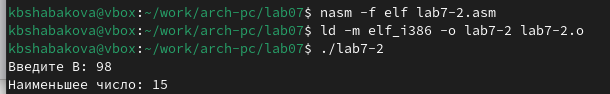 kbshabakova@vbox:~/work/arch-pc/lab07$ nasm -f elf lab7-2.asm
kbshabakova@vbox:~/work/arch-pc/lab07$ ld -m elf_i386 -o lab7-2 lab7-2.o
kbshabakova@vbox:~/work/arch-pc/lab07$ ./lab7-2
Введите В: 98
Наименьшее число: 15